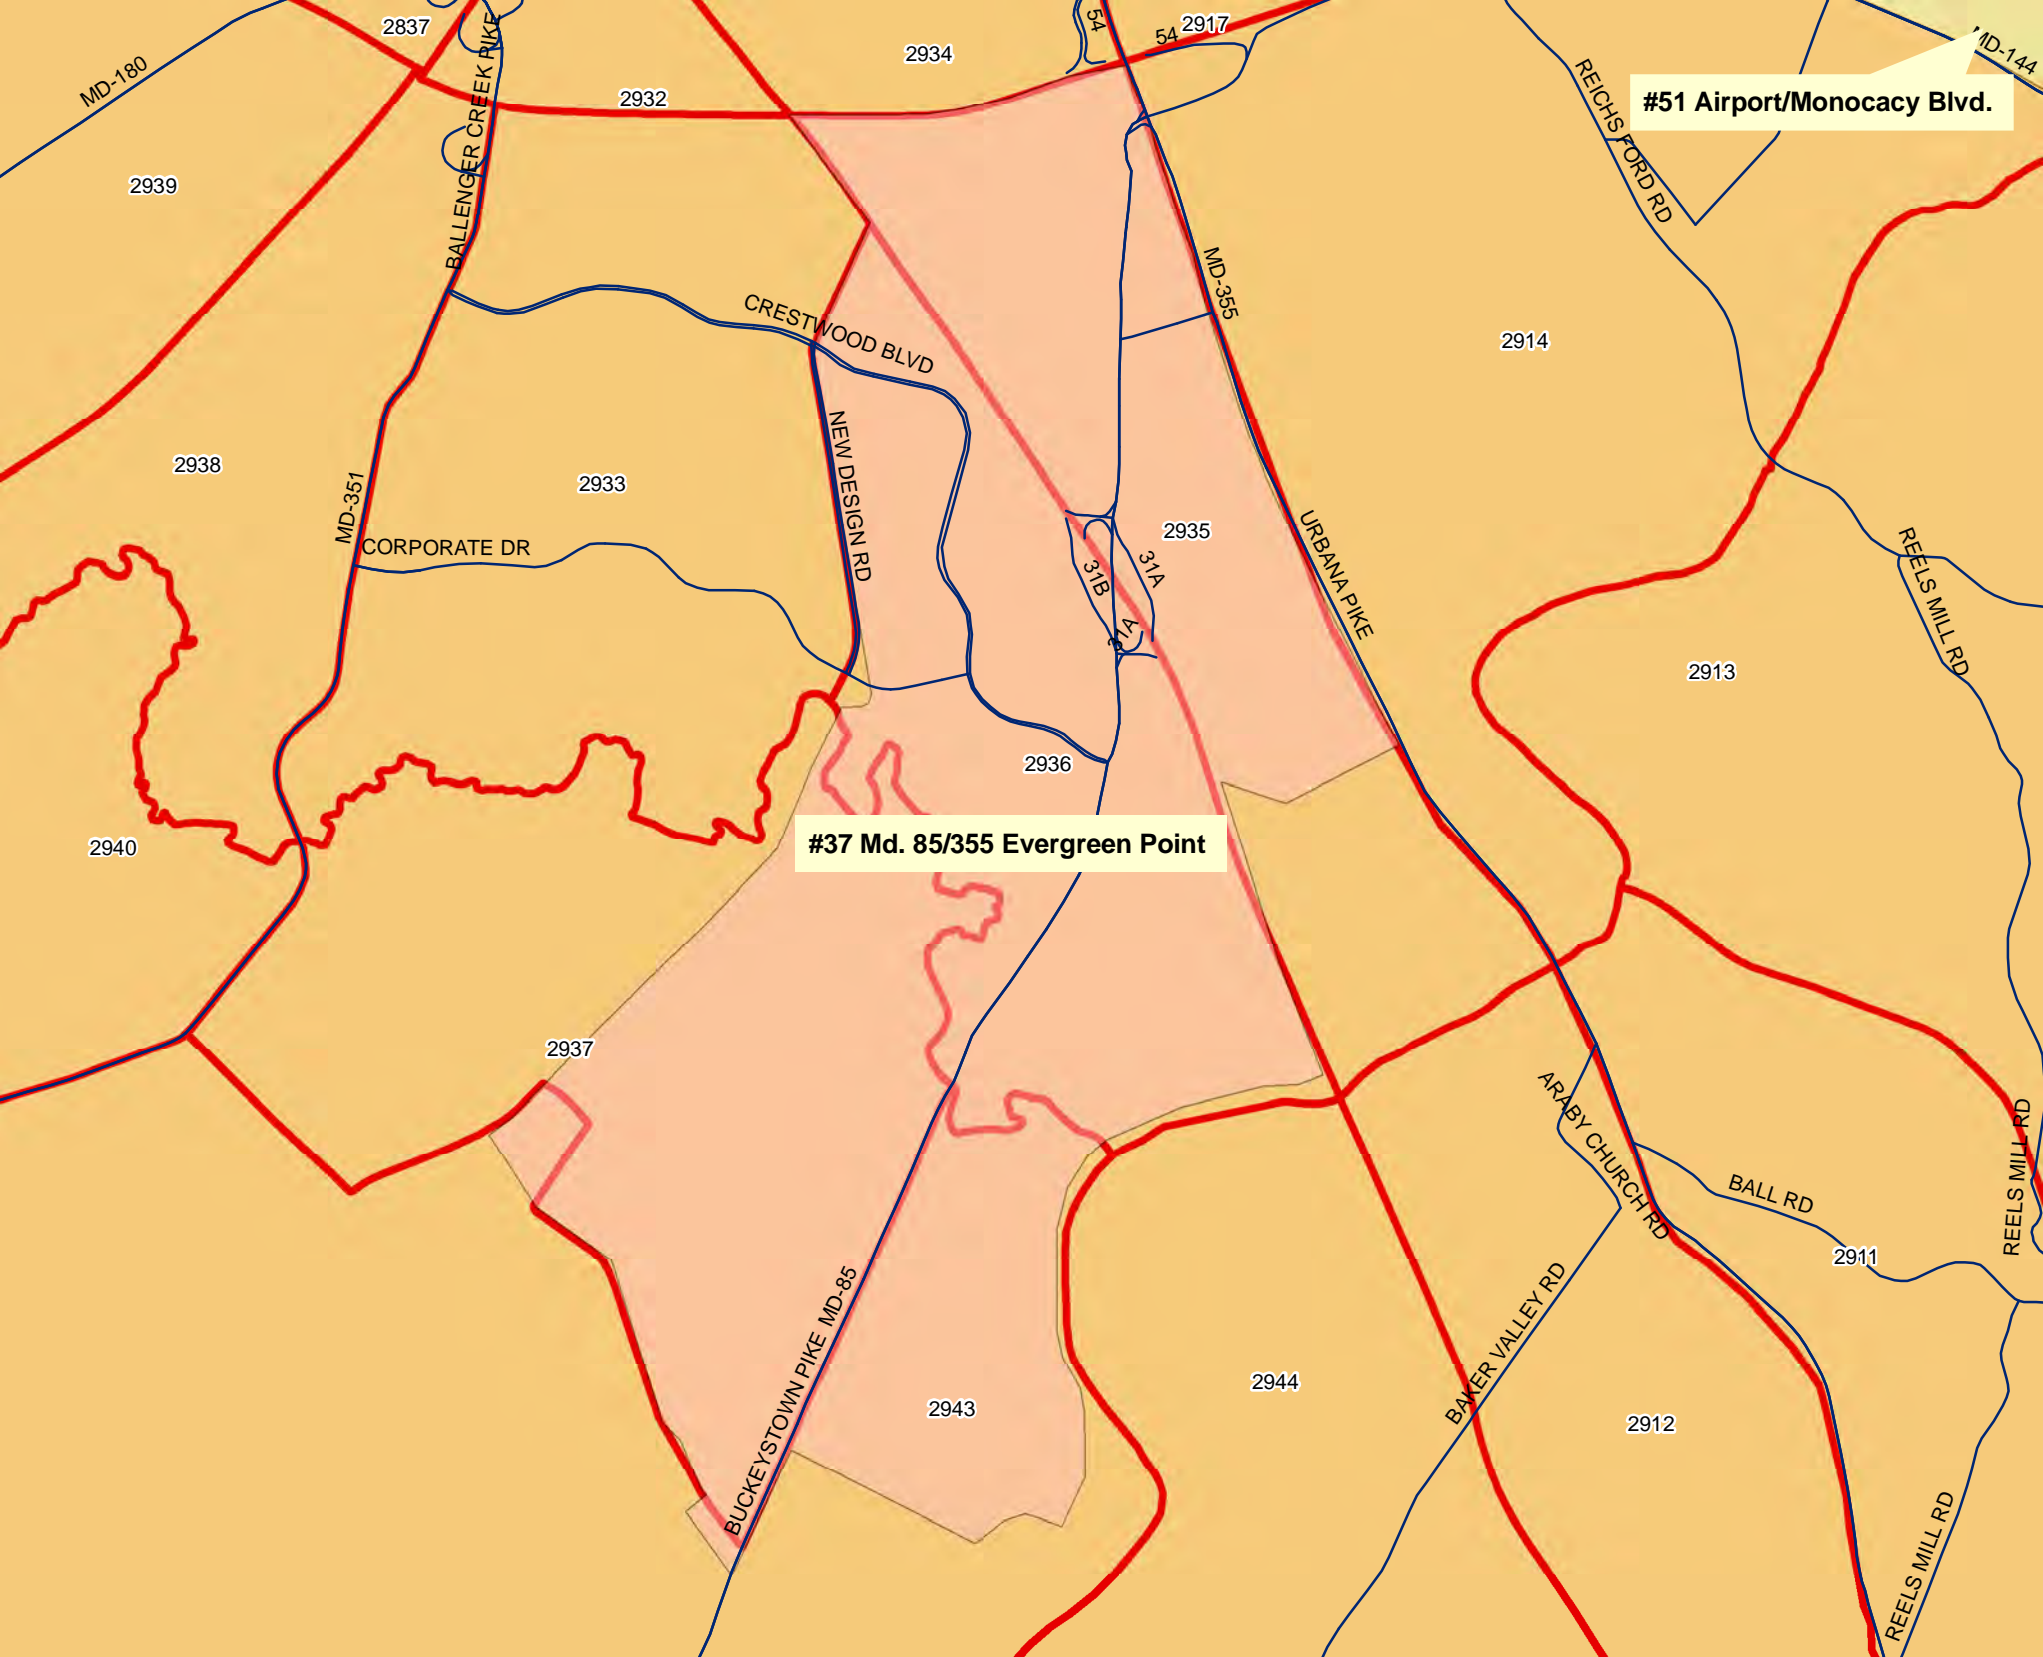 2837
54
54
2917
2934
MD-180
BALLENGER CREEK PIKE
MD-144
REICHS FORD RD
#51 Airport/Monocacy Blvd.
2932
2939
MD-355
CRESTWOOD BLVD
2914
2938
NEW DESIGN RD
2933
MD-351
CORPORATE DR
2935
URBANA PIKE
31B
31A
31A
REELS MILL RD
2913
2936
#37 Md. 85/355 Evergreen Point
2940
2937
ARABY CHURCH RD
REELS MILL RD
BALL RD
2911
BUCKEYSTOWN PIKE MD-85
BAKER VALLEY RD
2944
2943
2912
REELS MILL RD